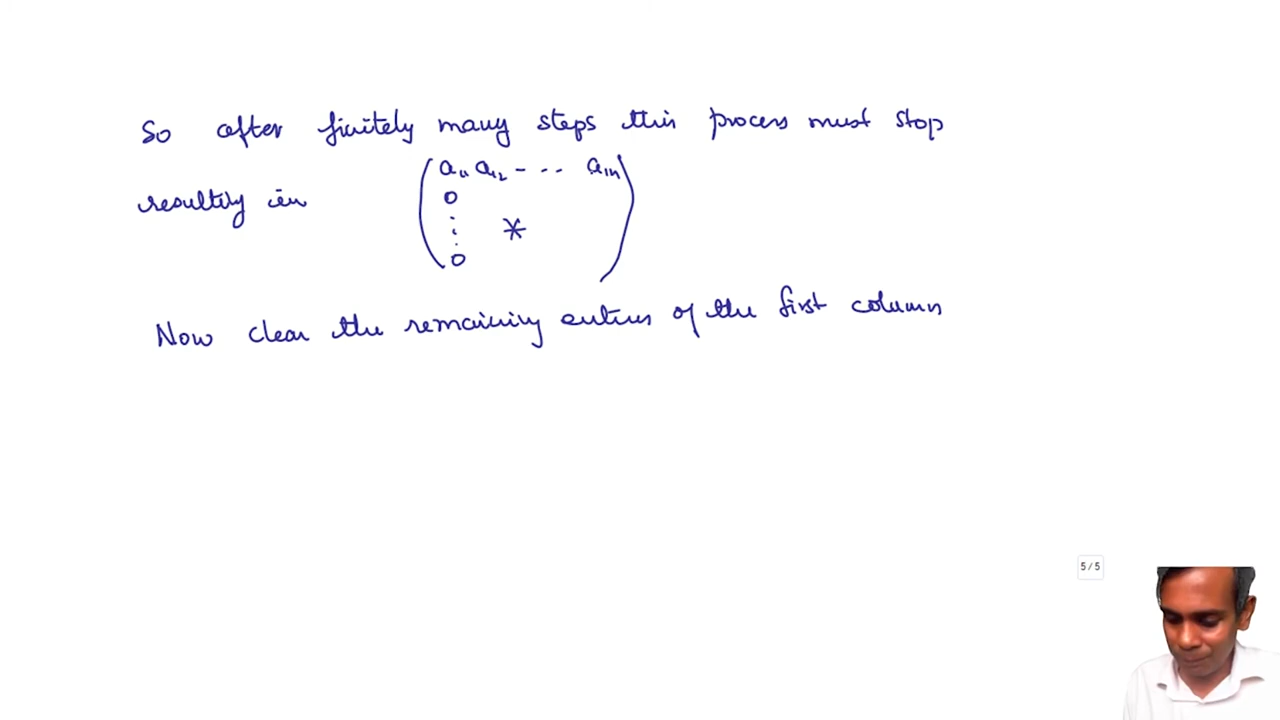 So after finitely many steps this process must stop
resulting in
a₁₁ a₁₂ - - · · a₁ₙ
0
⋮ *
0
Now clear the remaining entries of the first column
5 / 5